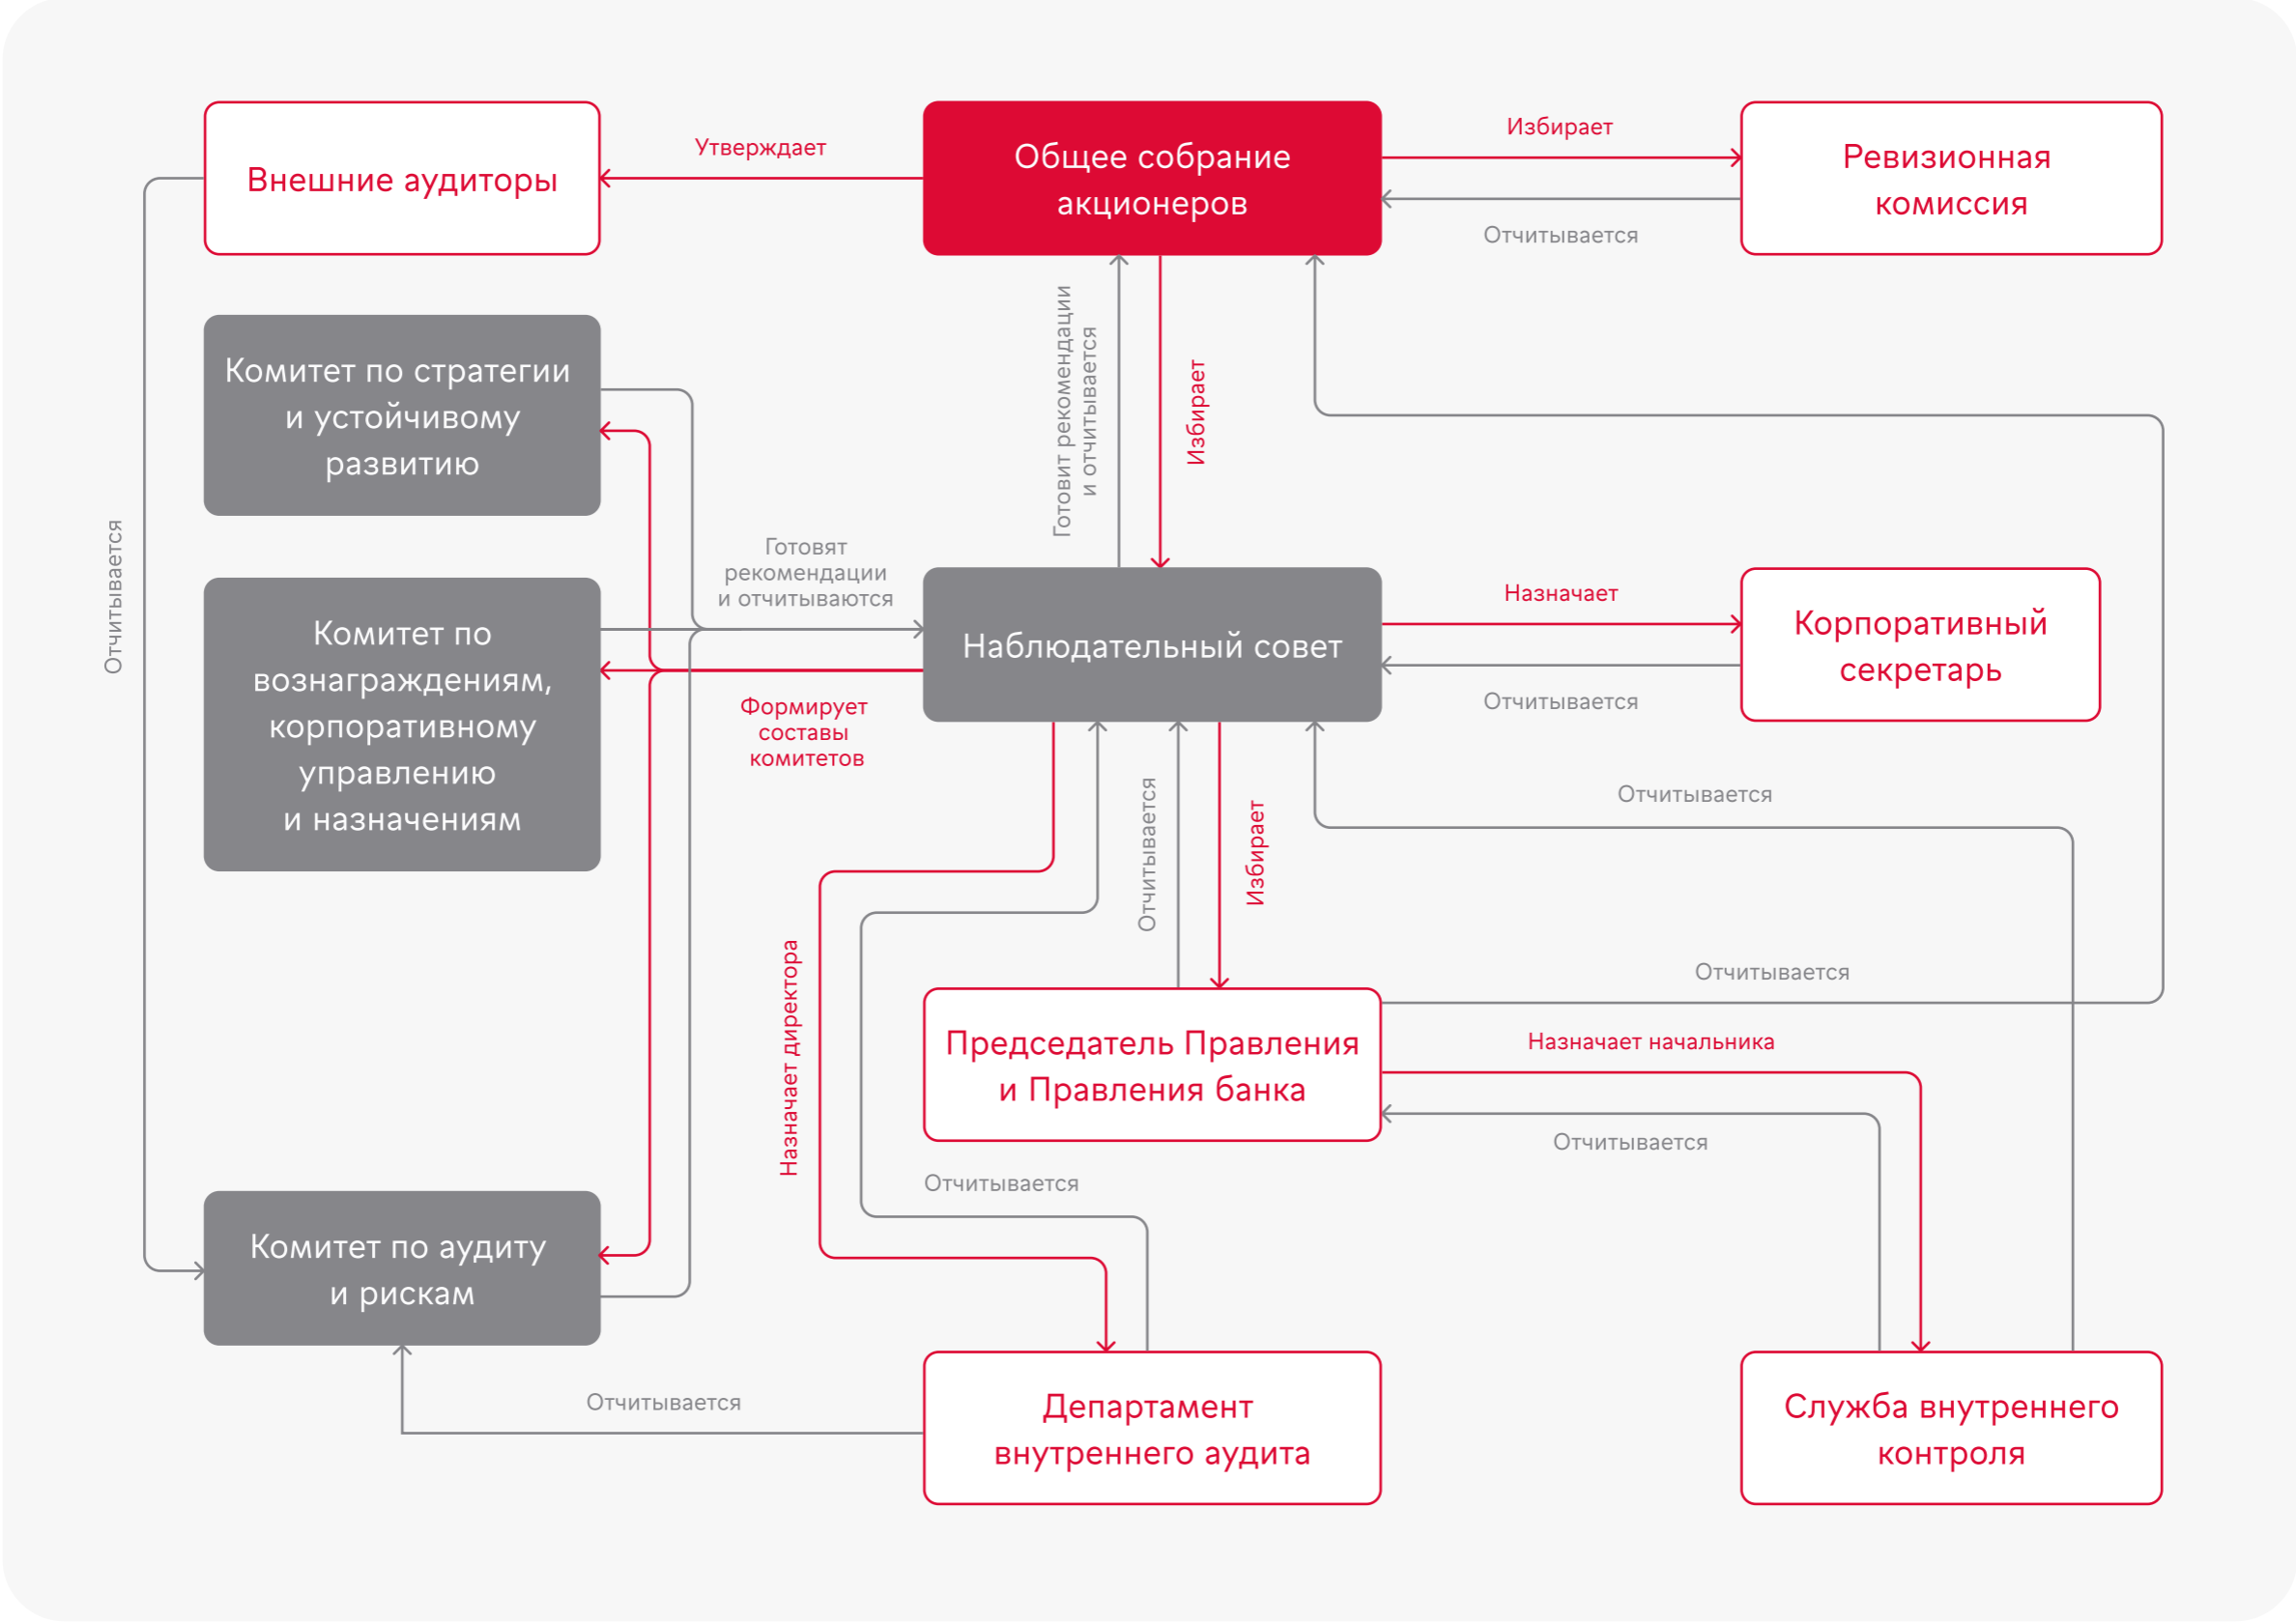 Внешние аудиторы
Утверждает
Общее собрание
акционеров
Избирает
Отчитывается
Ревизионная
комиссия
Отчитывается
Комитет по стратегии
и устойчивому
развитию
Готовит рекомендации
и отчитывается
Избирает
Комитет по
вознаграждениям,
корпоративному
управлению
и назначениям
Готовят
рекомендации
и отчитываются
Формирует
составы
комитетов
Наблюдательный совет
Назначает
Отчитывается
Корпоративный
секретарь
Отчитывается
Отчитывается
Избирает
Назначает директора
Отчитывается
Председатель Правления
и Правления банка
Назначает начальника
Отчитывается
Отчитывается
Комитет по аудиту
и рискам
Отчитывается
Департамент
внутреннего аудита
Служба внутреннего
контроля